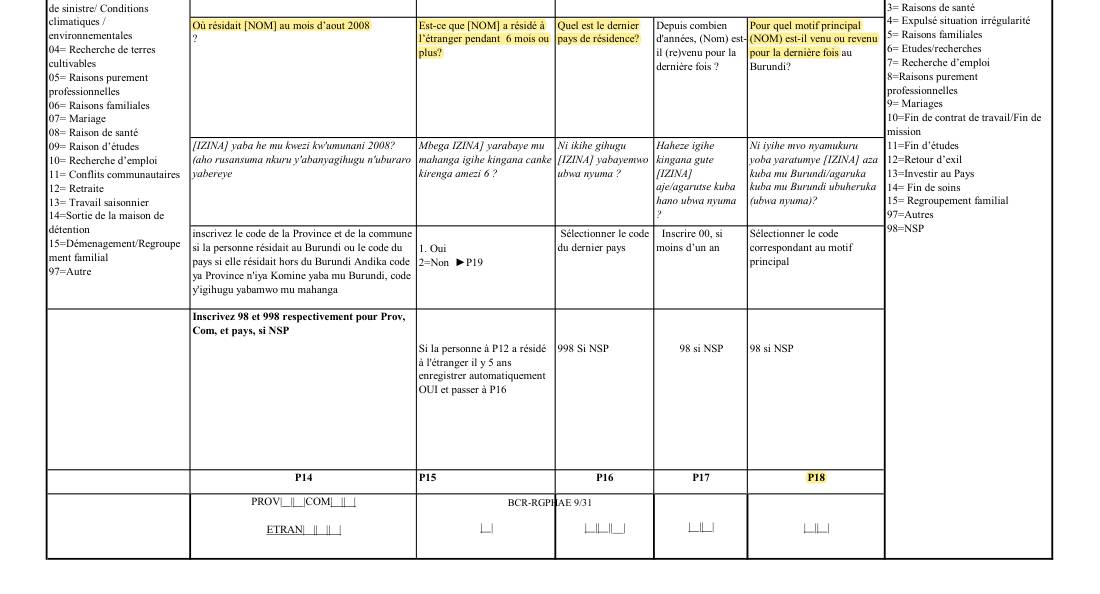 de sinistre/ Conditions
climatiques /
environnementales
04= Recherche de terres
cultivables
05= Raisons purement
professionnelles
06= Raisons familiales
07= Mariage
08= Raison de santé
09= Raison d'études
10= Recherche d'emploi
11= Conflits communautaires
12= Retraite
13= Travail saisonnier
14=Sortie de la maison de
détention
15=Déménagement/Regroupe
ment familial
97=Autre
Où résidait [NOM] au mois d'aout 2008
?
Est-ce que [NOM] a résidé à
l'étranger pendant 6 mois ou
plus?
Quel est le dernier
pays de résidence?
Depuis combien
d'années, (Nom) est-
il (re)venu pour la
dernière fois ?
Pour quel motif principal
(NOM) est-il venu ou revenu
pour la dernière fois au
Burundi?
3= Raisons de santé
4= Expulsé situation irrégularité
5= Raisons familiales
6= Etudes/recherches
7= Recherche d'emploi
8=Raisons purement
professionnelles
9= Mariages
10=Fin de contrat de travail/Fin de
mission
11=Fin d'études
12=Retour d'exil
13=Investir au Pays
14= Fin de soins
15= Regroupement familial
97=Autres
98=NSP
[IZINA] yaba he mu kwezi kw'umunani 2008?
(aho rusansuma nkuru y'abanyagihugu n'uburaro
yabereye
Mbega IZINA] yarabaye mu
mahanga igihe kingana canke
kirenga amezi 6 ?
Ni ikihe gihugu
[IZINA] yabayemwo
ubwa nyuma ?
Haheze igihe
kingana gute
[IZINA]
aje/agarutse kuba
hano ubwa nyuma
?
Ni iyihe mvo nyamukuru
yoba yaratumye [IZINA] aza
kuba mu Burundi/agaruka
kuba mu Burundi ubuheruka
(ubwa nyuma)?
inscrivez le code de la Province et de la commune
si la personne résidait au Burundi ou le code du
pays si elle résidait hors du Burundi Andika code
ya Province n'iya Komine yaba mu Burundi, code
y'igihugu yabamwo mu mahanga
1. Oui
2=Non ►P19
Sélectionner le code
du dernier pays
Inscrire 00, si
moins d'un an
Sélectionner le code
correspondant au motif
principal
Inscrivez 98 et 998 respectivement pour Prov,
Com, et pays, si NSP
Si la personne à P12 a résidé
à l'étranger il y 5 ans
enregistrer automatiquement
OUI et passer à P16
998 Si NSP
98 si NSP
98 si NSP
P14
P15
P16
P17
P18
PROV|__||__|COM|__||__|
BCR-RGPHAE 9/31
ETRAN|__||__||__|
|__|
|__||__||__|
|__||__|
|__||__|